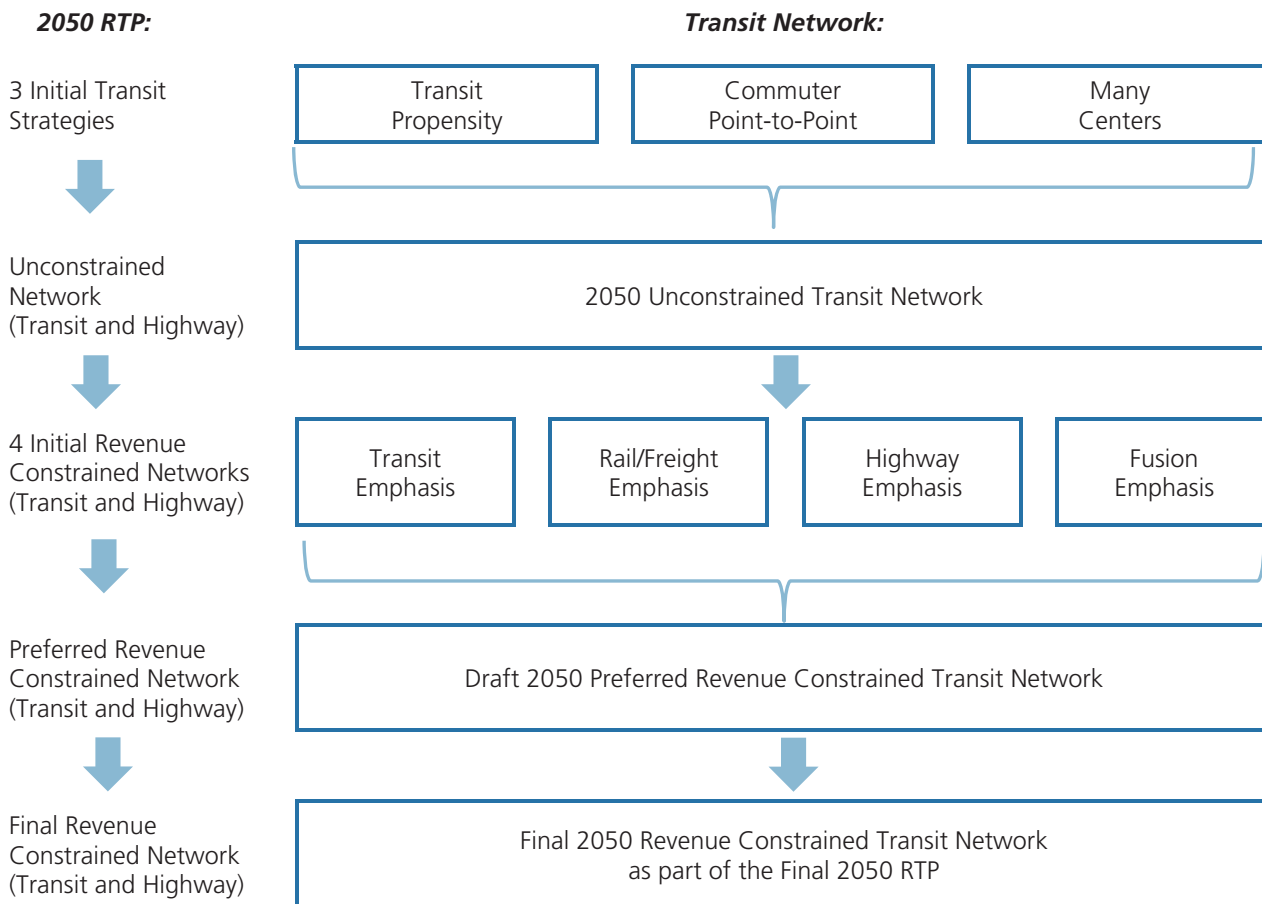 2050 RTP:
Transit Network:
3 Initial Transit
Strategies
Transit
Propensity
Commuter
Point-to-Point
Many
Centers
Unconstrained
Network
(Transit and Highway)
2050 Unconstrained Transit Network
4 Initial Revenue
Constrained Networks
(Transit and Highway)
Transit
Emphasis
Rail/Freight
Emphasis
Highway
Emphasis
Fusion
Emphasis
Preferred Revenue
Constrained Network
(Transit and Highway)
Draft 2050 Preferred Revenue Constrained Transit Network
Final Revenue
Constrained Network
(Transit and Highway)
Final 2050 Revenue Constrained Transit Network
as part of the Final 2050 RTP